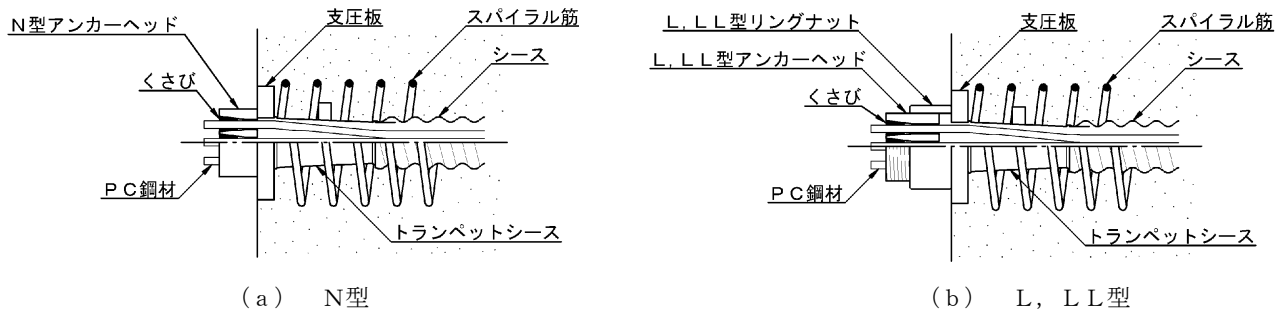 N型アンカーヘッド
支圧板
スパイラル筋
シース
くさび
PC鋼材
トランペットシース
(a) N型
L,LL型リングナット
支圧板
スパイラル筋
L,LL型アンカーヘッド
シース
くさび
PC鋼材
トランペットシース
(b) L,LL型